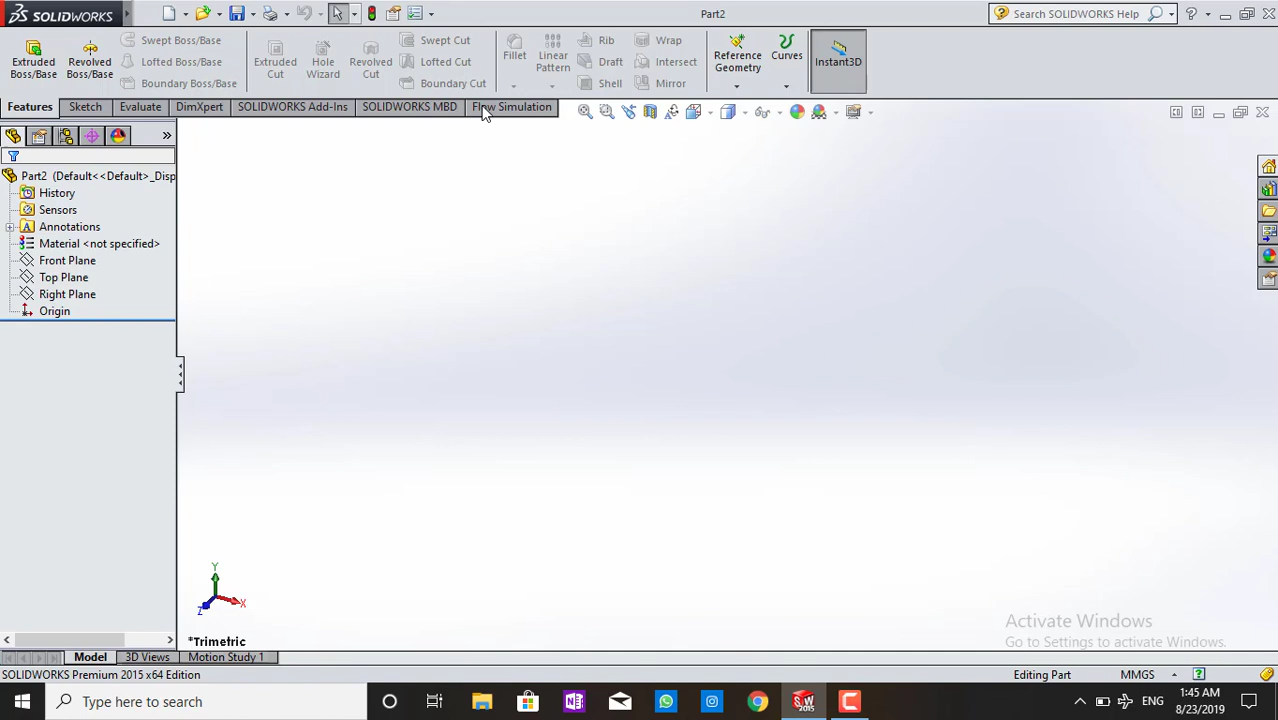 SOLIDWORKS
Part2
Search SOLIDWORKS Help
Extruded Boss/Base
Revolved Boss/Base
Swept Boss/Base
Lofted Boss/Base
Boundary Boss/Base
Extruded Cut
Hole Wizard
Revolved Cut
Swept Cut
Lofted Cut
Boundary Cut
Fillet
Linear Pattern
Rib
Draft
Shell
Wrap
Intersect
Mirror
Reference Geometry
Curves
Instant3D
Features
Sketch
Evaluate
DimXpert
SOLIDWORKS Add-Ins
SOLIDWORKS MBD
Flow Simulation
Part2 (Default<<Default>_Disp
History
Sensors
Annotations
Material <not specified>
Front Plane
Top Plane
Right Plane
Origin
Y
X
Z
*Trimetric
Activate Windows
Go to Settings to activate Windows.
Model
3D Views
Motion Study 1
SOLIDWORKS Premium 2015 x64 Edition
Editing Part
MMGS
Type here to search
ENG
1:45 AM
8/23/2019